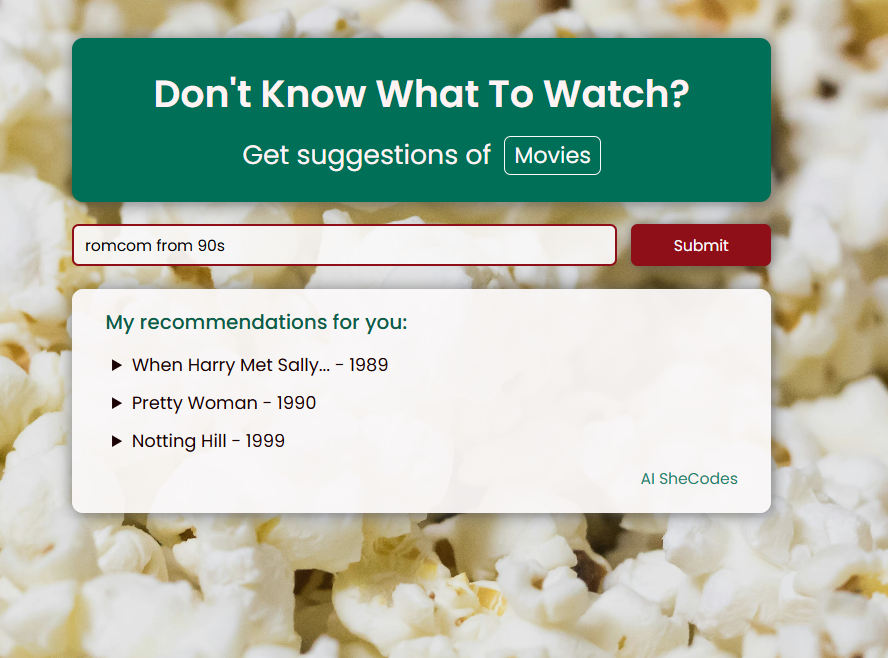 Don't Know What To Watch?
Get suggestions of Movies
romcom from 90s
Submit
My recommendations for you:
When Harry Met Sally... - 1989
Pretty Woman - 1990
Notting Hill - 1999
AI SheCodes